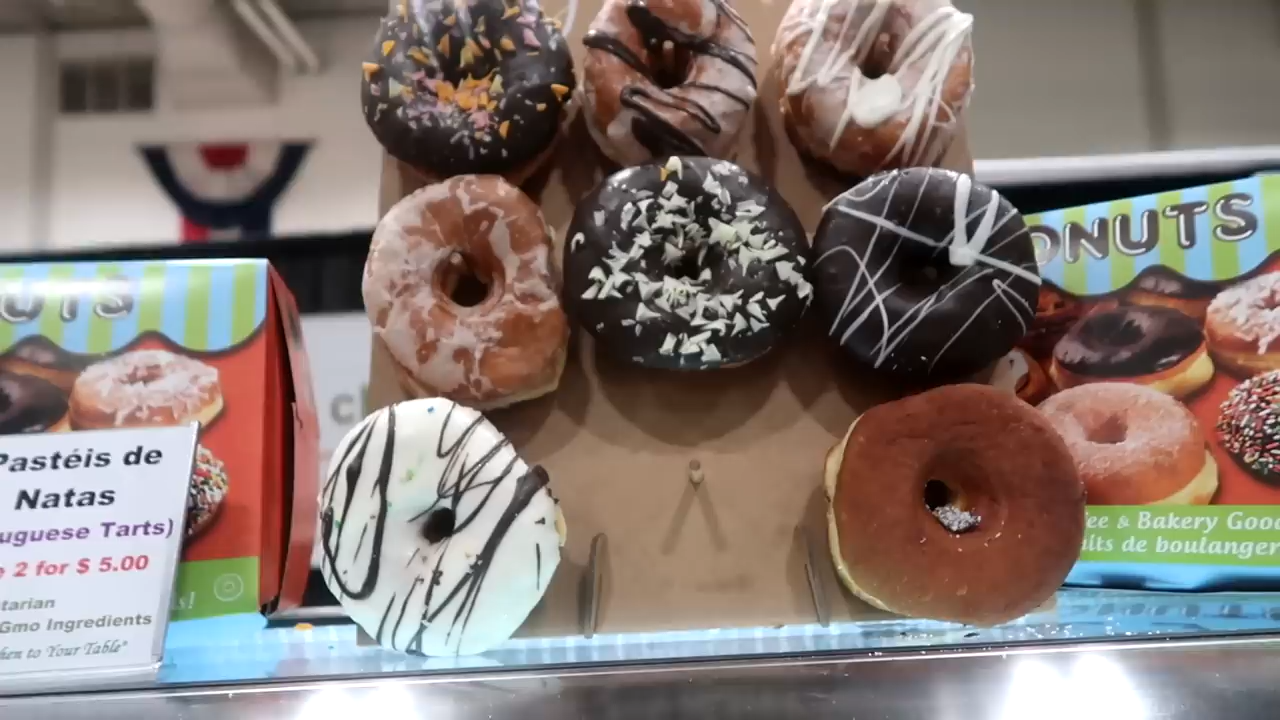 UTS
Pastéis de
Natas
uguese Tarts)
e 2 for $ 5.00
tarian
Gmo Ingredients
hen to Your Table
s!
ONUTS
ee & Bakery Good
its de boulanger